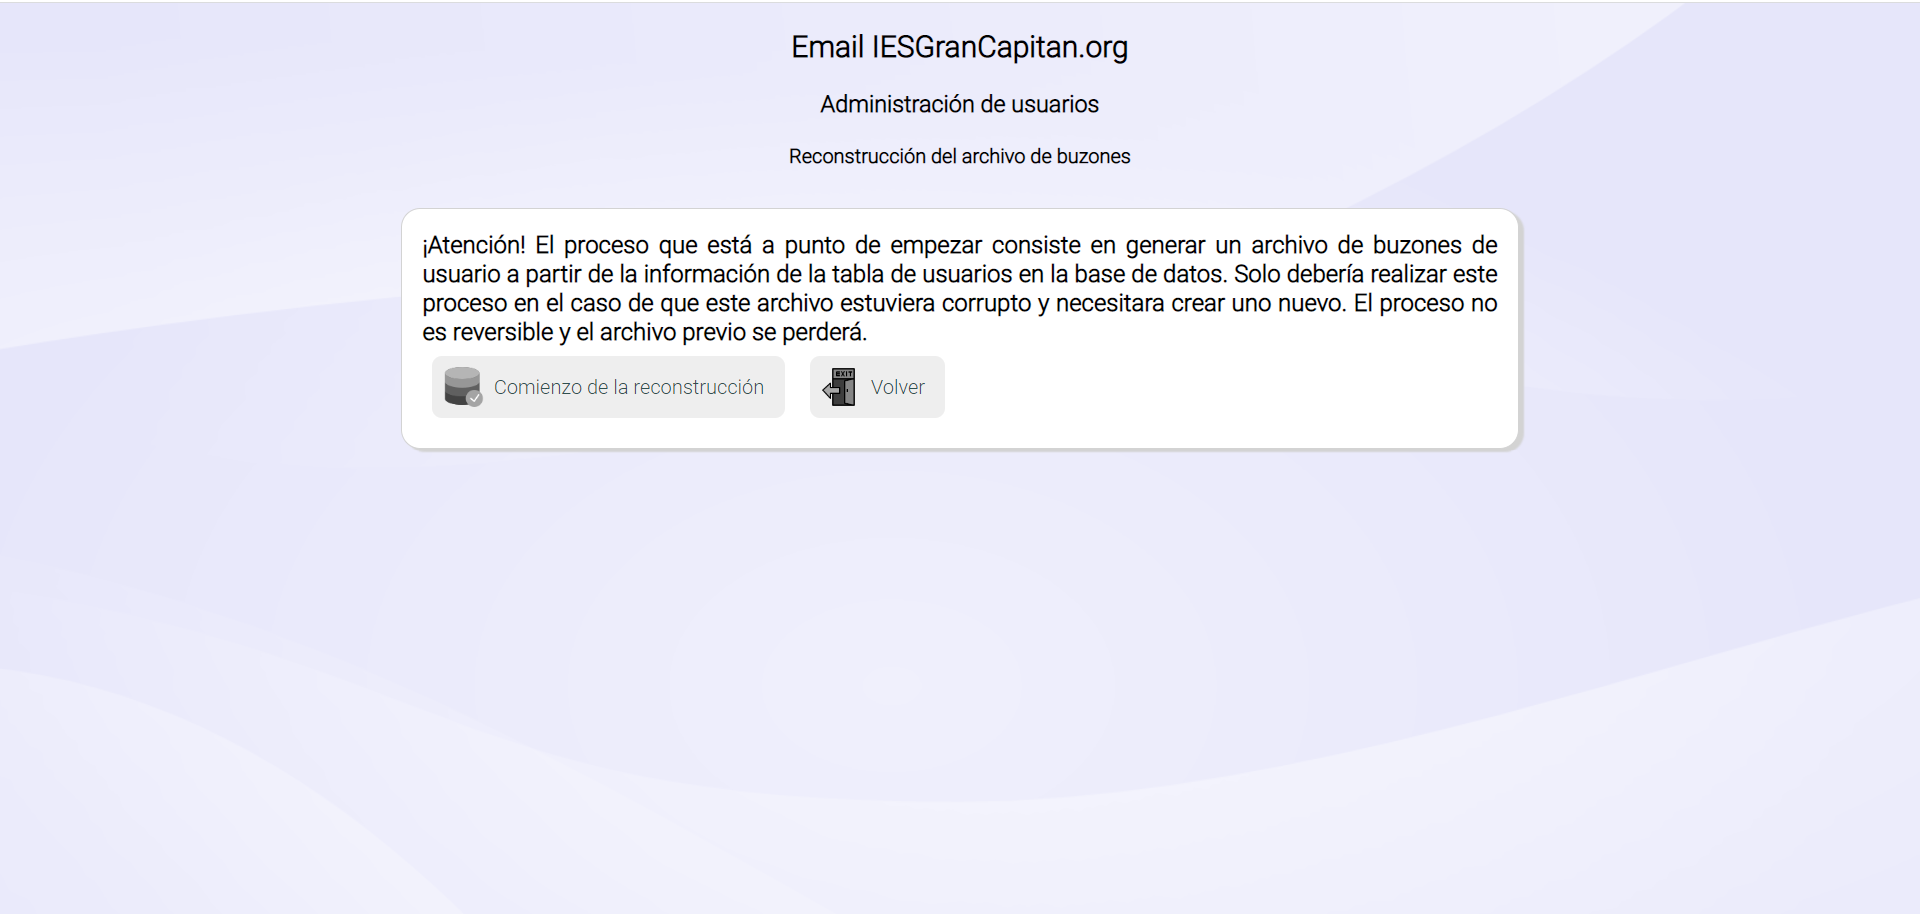 Email IESGranCapitan.org
Administración de usuarios
Reconstrucción del archivo de buzones
¡Atención! El proceso que está a punto de empezar consiste en generar un archivo de buzones de
usuario a partir de la información de la tabla de usuarios en la base de datos. Solo debería realizar este
proceso en el caso de que este archivo estuviera corrupto y necesitara crear uno nuevo. El proceso no
es reversible y el archivo previo se perderá.
Comienzo de la reconstrucción
EXIT
Volver